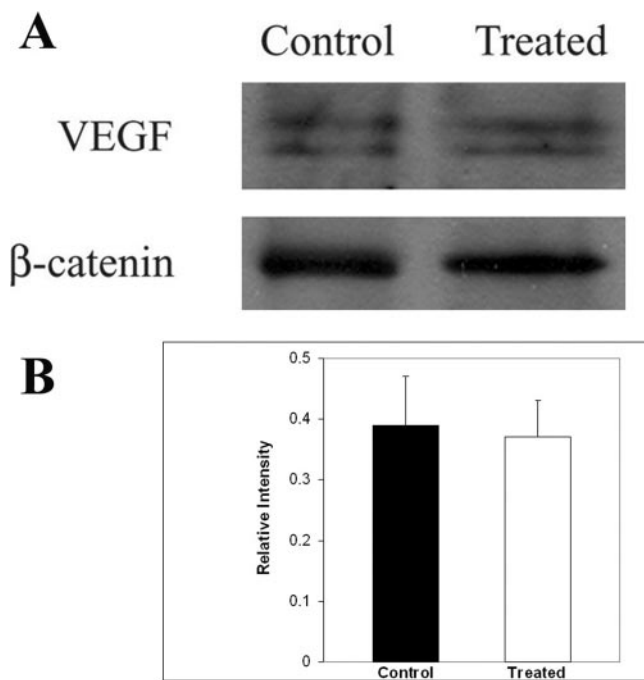 A
Control Treated
VEGF
β-catenin
B
0.5
0.4
0.3
0.2
0.1
0
Relative Intensity
Control Treated